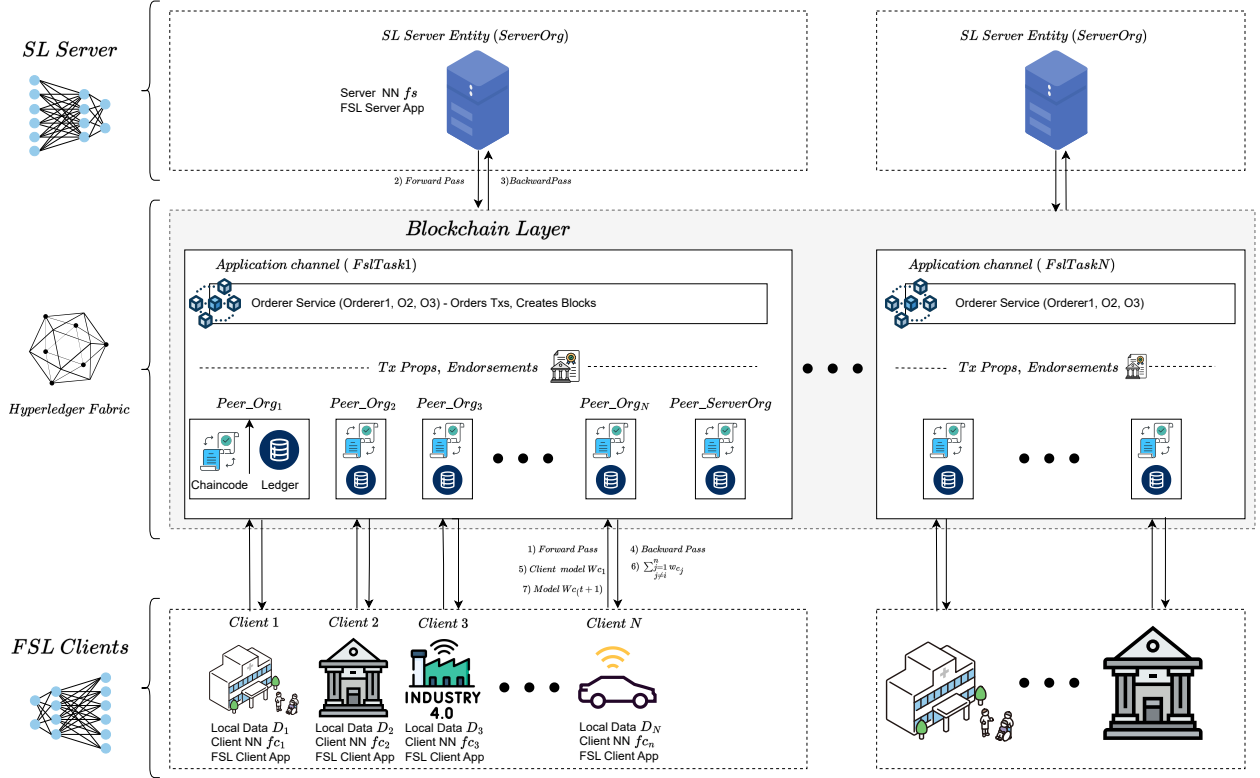 SL Server
SL Server Entity (ServerOrg)
Server NN fs
FSL Server App
SL Server Entity (ServerOrg)
2) Forward Pass
3)BackwardPass
Blockchain Layer
Application channel ( FslTask1)
Orderer Service (Orderer1, O2, O3) - Orders Txs, Creates Blocks
Application channel ( FslTaskN)
Orderer Service (Orderer1, O2, O3)
Tx Props, Endorsements
Tx Props, Endorsements
Hyperledger Fabric
Peer_Org₁
Peer_Org₂
Peer_Org₃
Peer_Org_N
Peer_ServerOrg
Chaincode
Ledger
1) Forward Pass
4) Backward Pass
5) Client model Wc₁
6) ∑ⁿ_{j=1, j≠i} w_{c_j}
7) Model Wc₍t + 1)
FSL Clients
Client 1
Client 2
Client 3
Client N
INDUSTRY
4.0
Local Data D₁
Client NN fc₁
FSL Client App
Local Data D₂
Client NN fc₂
FSL Client App
Local Data D₃
Client NN fc₃
FSL Client App
Local Data D_N
Client NN fcₙ
FSL Client App